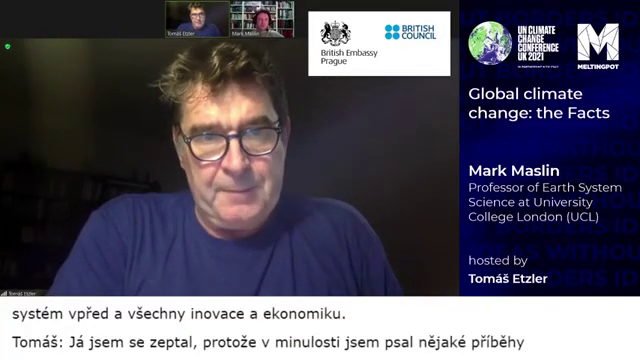 Tomáš Etzler
Mark Maslin
British Embassy
Prague
BRITISH
COUNCIL
UN CLIMATE
CHANGE
CONFERENCE
UK 2021
MELTINGPOT
Global climate
change: the Facts
Mark Maslin
Professor of Earth System
Science at University
College London (UCL)
hosted by
Tomáš Etzler
Tomáš Etzler
systém vpřed a všechny inovace a ekonomiku.
Tomáš: Já jsem se zeptal, protože v minulosti jsem psal nějaké příběhy